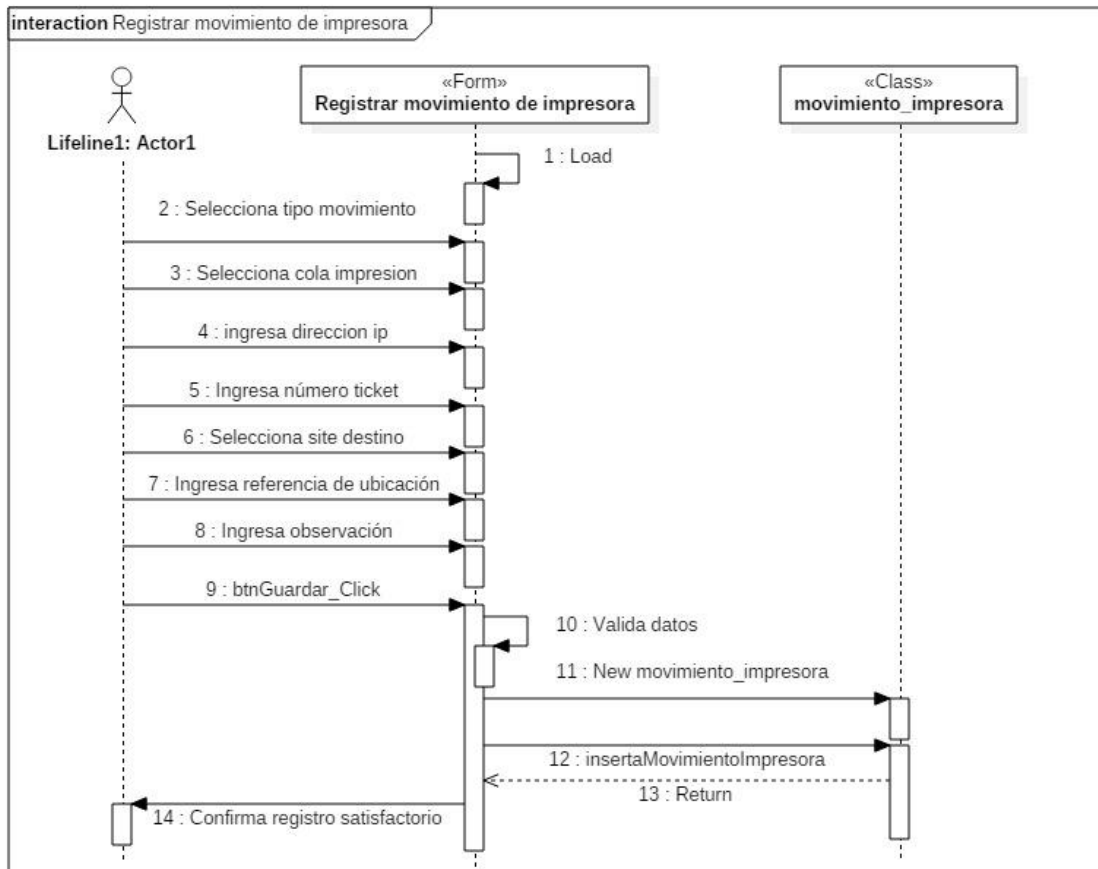 interaction Registrar movimiento de impresora
Lifeline1: Actor1
«Form»
Registrar movimiento de impresora
«Class»
movimiento_impresora
1 : Load
2 : Selecciona tipo movimiento
3 : Selecciona cola impresion
4 : ingresa direccion ip
5 : Ingresa número ticket
6 : Selecciona site destino
7 : Ingresa referencia de ubicación
8 : Ingresa observación
9 : btnGuardar_Click
10 : Valida datos
11 : New movimiento_impresora
12 : insertaMovimientoImpresora
13 : Return
14 : Confirma registro satisfactorio